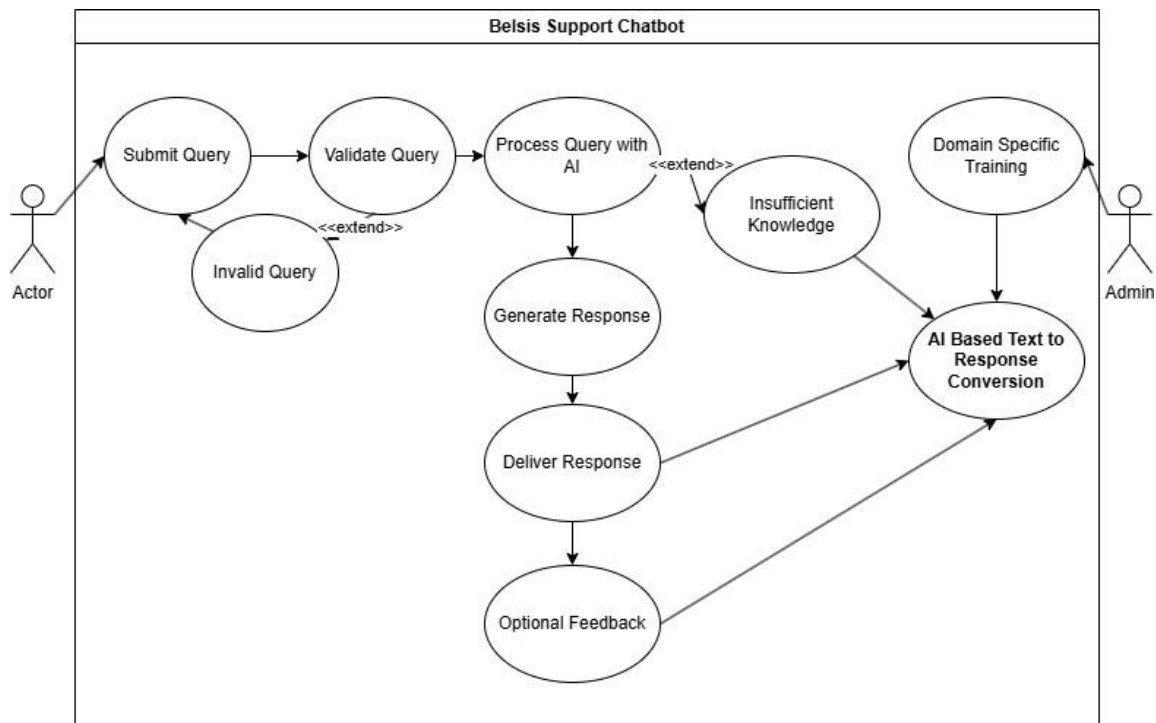 Belsis Support Chatbot
Submit Query
Validate Query
Process Query with
AI
<<extend>>
Domain Specific
Training
Insufficient
Knowledge
<<extend>>
Invalid Query
Actor
Admin
Generate Response
AI Based Text to
Response
Conversion
Deliver Response
Optional Feedback